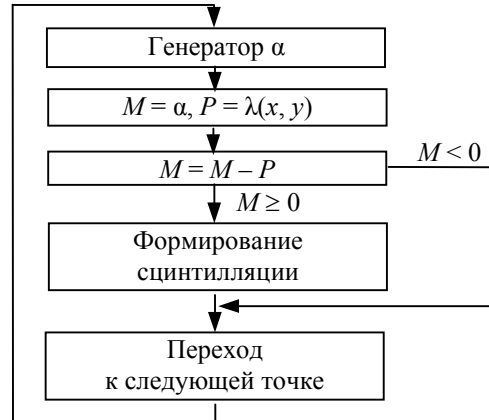 Генератор α
M = α, P = λ(x, y)
M = M – P
M < 0
M ≥ 0
Формирование
сцинтилляции
Переход
к следующей точке